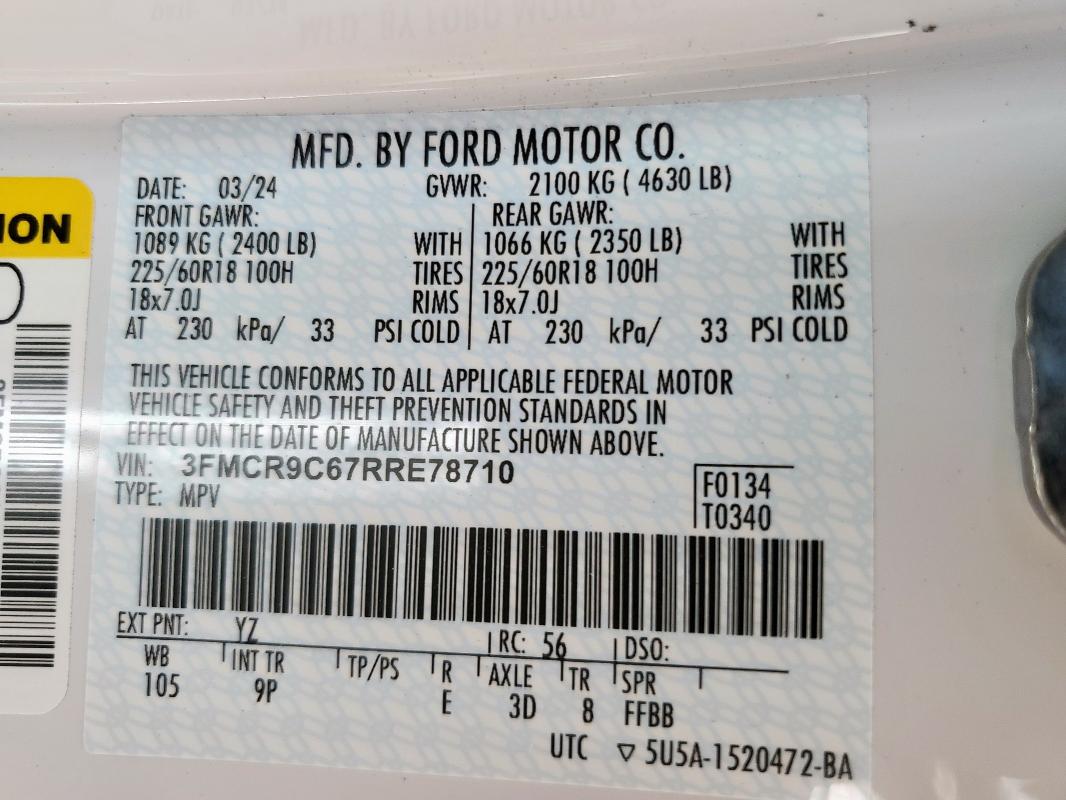 MFD. BY FORD MOTOR CO.
DATE: 03/24 GVWR: 2100 KG ( 4630 LB)
FRONT GAWR: REAR GAWR:
1089 KG ( 2400 LB) WITH 1066 KG ( 2350 LB) WITH
225/60R18 100H TIRES 225/60R18 100H TIRES
18x7.0J RIMS 18x7.0J RIMS
AT 230 kPa/ 33 PSI COLD AT 230 kPa/ 33 PSI COLD
THIS VEHICLE CONFORMS TO ALL APPLICABLE FEDERAL MOTOR
VEHICLE SAFETY AND THEFT PREVENTION STANDARDS IN
EFFECT ON THE DATE OF MANUFACTURE SHOWN ABOVE.
VIN: 3FMCR9C67RRE78710
TYPE: MPV
F0134
T0340
EXT PNT: YZ RC: 56 DSO:
WB INT TR TP/PS R AXLE TR SPR
105 9P E 3D 8 FFBB
UTC ▽ 5U5A-1520472-BA
ION